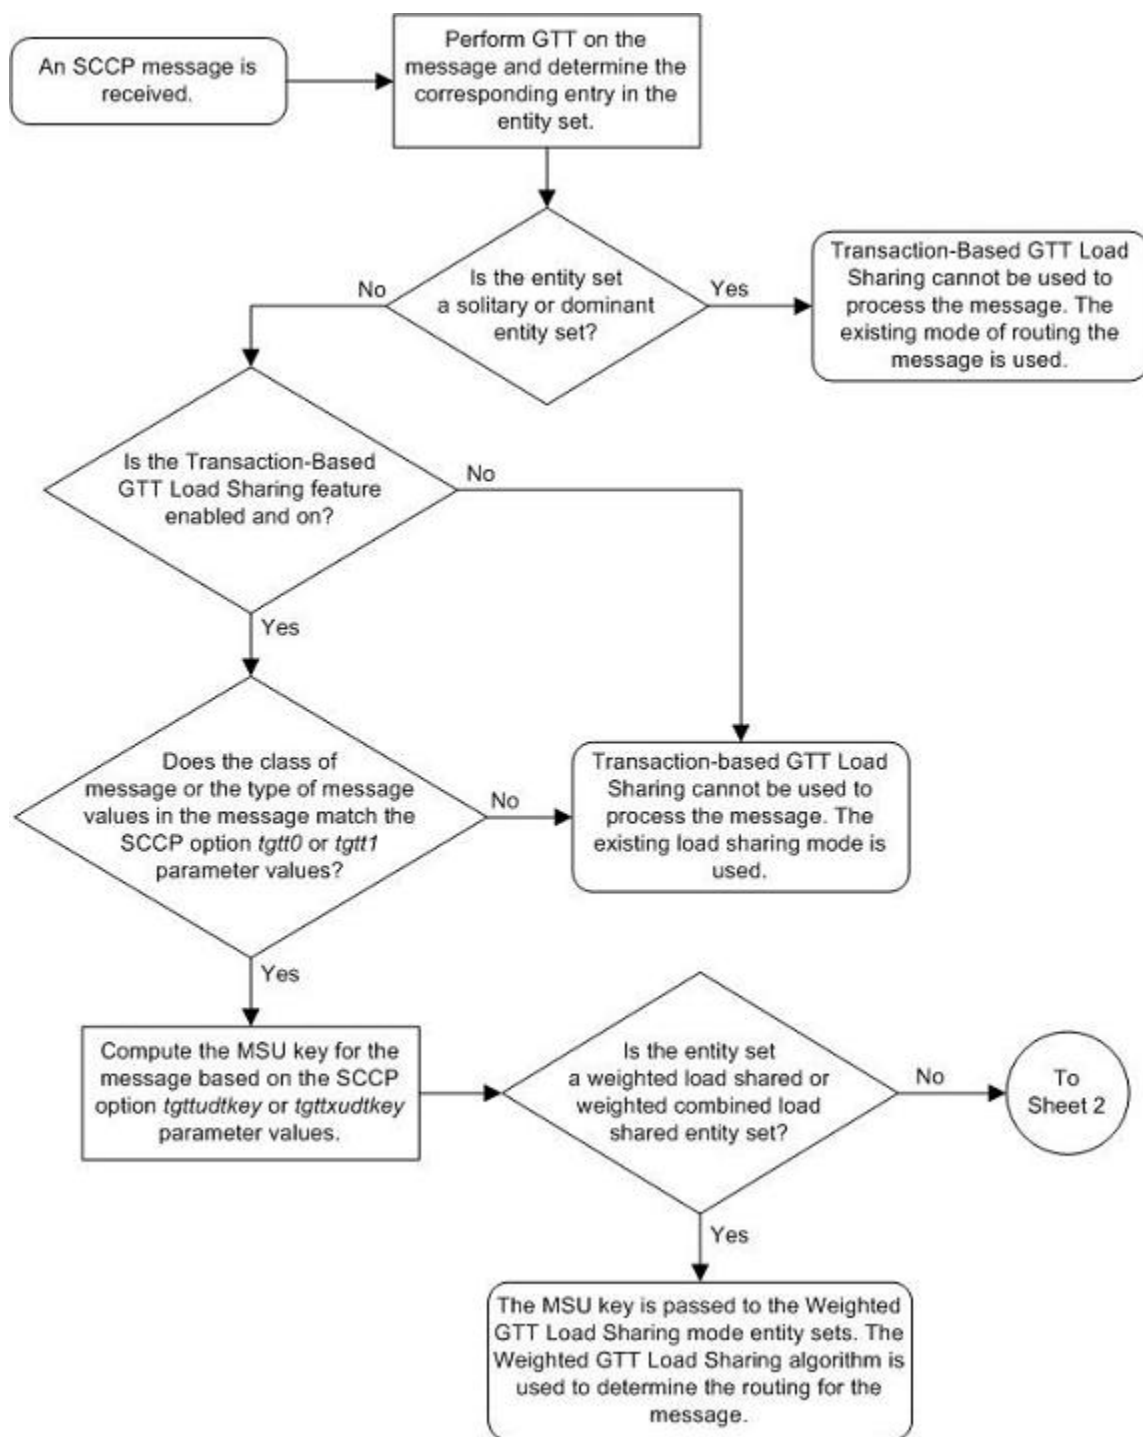 An SCCP message is
received.
Perform GTT on the
message and determine the
corresponding entry in the
entity set.
Is the entity set
a solitary or dominant
entity set?
No
Yes
Transaction-Based GTT Load
Sharing cannot be used to
process the message. The
existing mode of routing the
message is used.
Is the Transaction-Based
GTT Load Sharing feature
enabled and on?
No
Yes
Does the class of
message or the type of message
values in the message match the
SCCP option tgtt0 or tgtt1
parameter values?
No
Transaction-based GTT Load
Sharing cannot be used to
process the message. The
existing load sharing mode is
used.
Yes
Compute the MSU key for the
message based on the SCCP
option tgttudtkey or tgttxudtkey
parameter values.
Is the entity set
a weighted load shared or
weighted combined load
shared entity set?
No
To
Sheet 2
Yes
The MSU key is passed to the Weighted
GTT Load Sharing mode entity sets. The
Weighted GTT Load Sharing algorithm is
used to determine the routing for the
message.